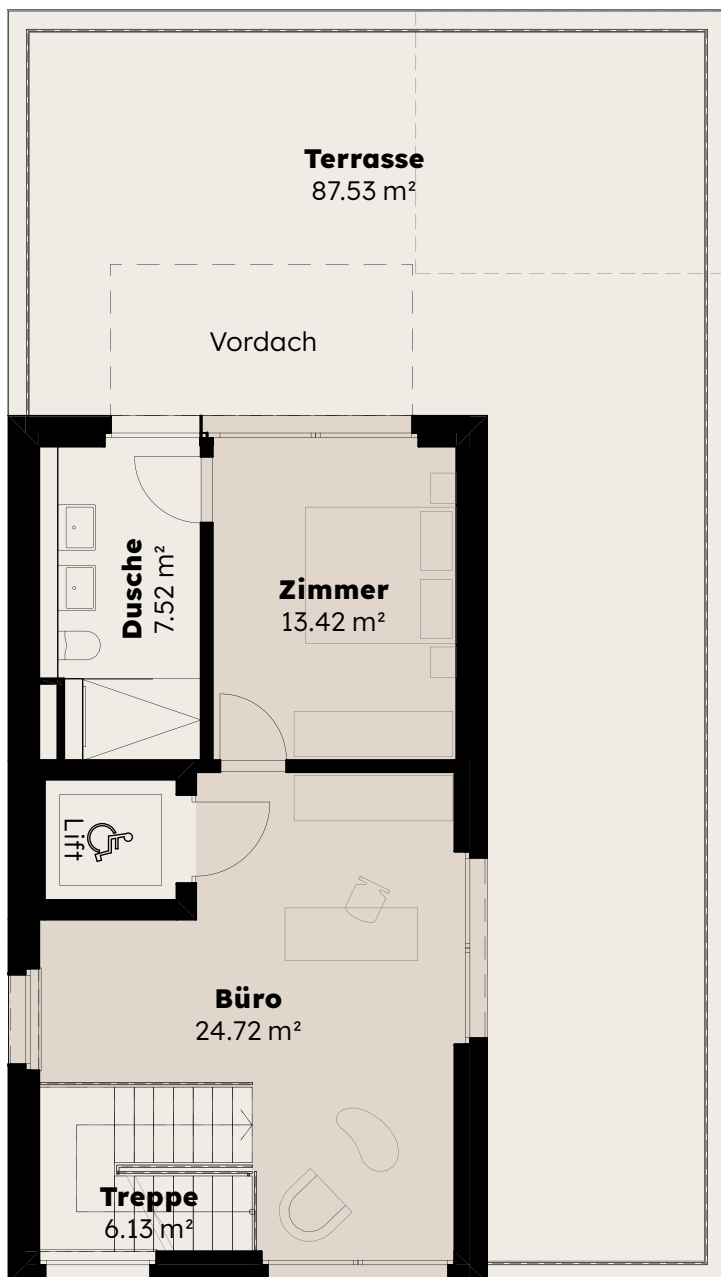 Terrasse
87.53 m²
Vordach
Dusche
7.52 m²
Zimmer
13.42 m²
Lift
Büro
24.72 m²
Treppe
6.13 m²